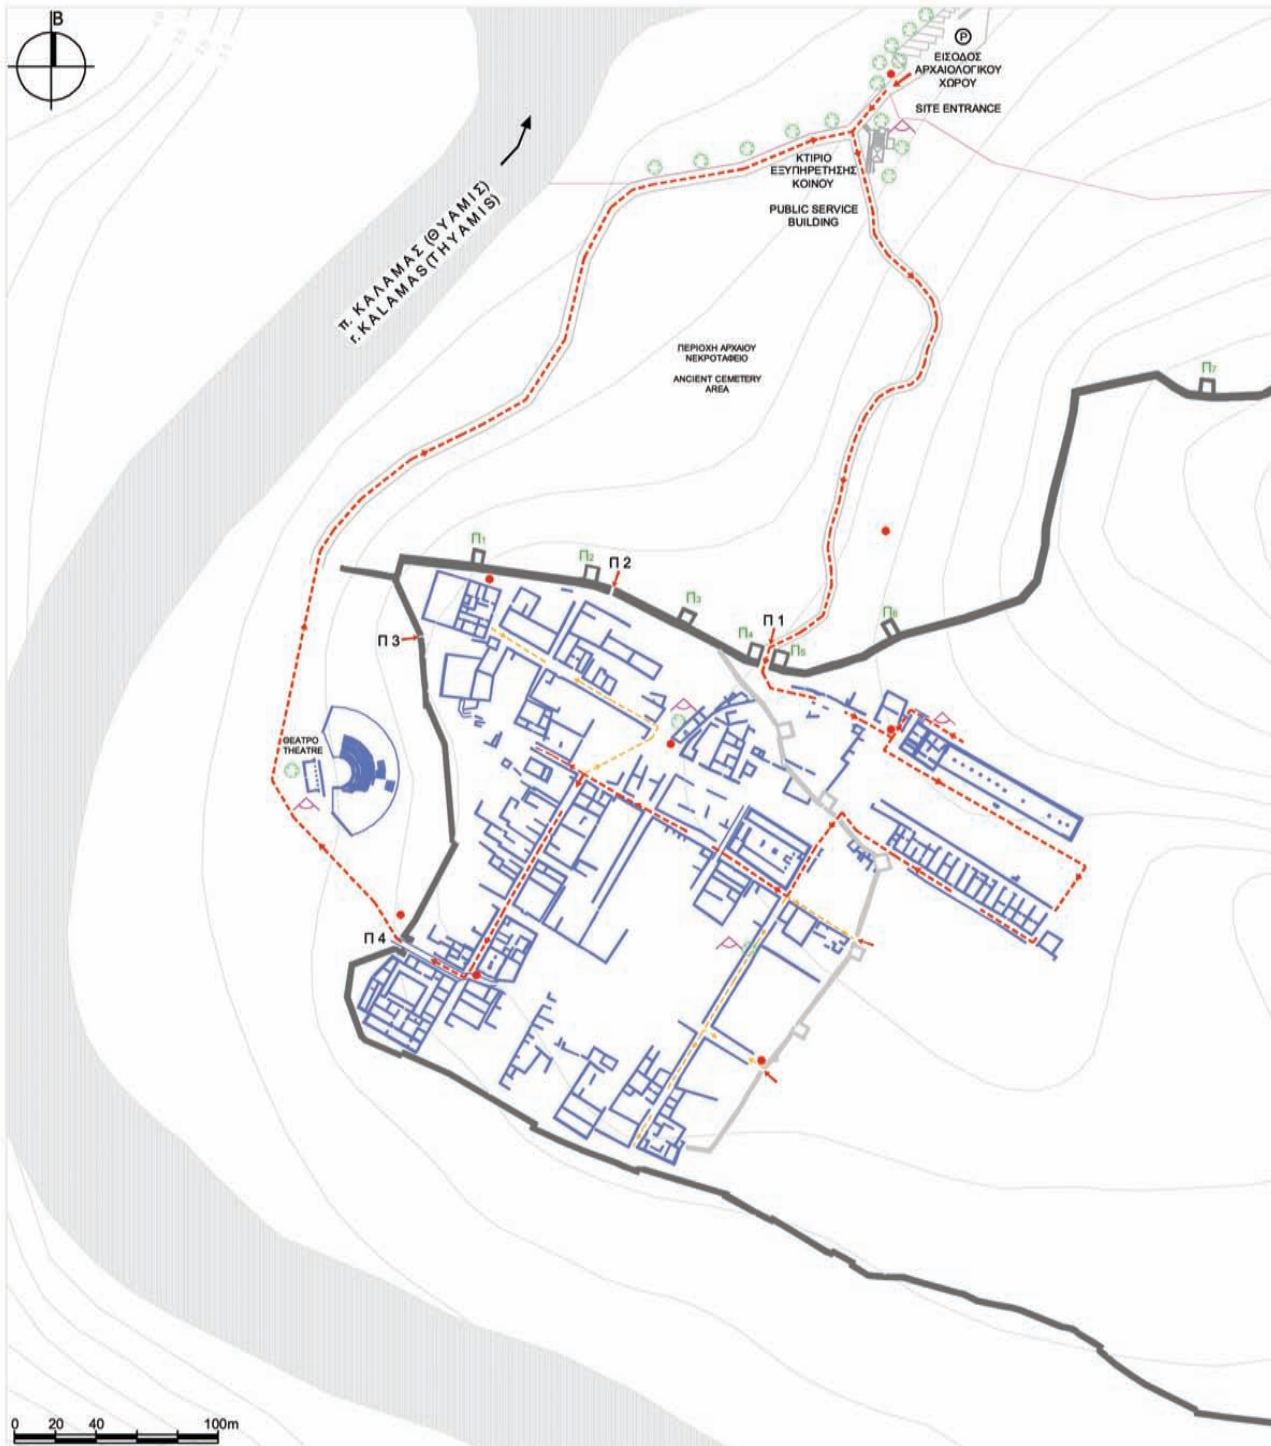 B
P
ΕΙΣΟΔΟΣ
ΑΡΧΑΙΟΛΟΓΙΚΟΥ
ΧΩΡΟΥ
SITE ENTRANCE
ΚΤΙΡΙΟ
ΕΞΥΠΗΡΕΤΗΣΗΣ
ΚΟΙΝΟΥ
PUBLIC SERVICE
BUILDING
π. ΚΑΛΑΜΑΣ (ΘΥΑΜΙΣ)
r. KALAMAS (THYAMIS)
ΠΕΡΙΟΧΗ ΑΡΧΑΙΟΥ
ΝΕΚΡΟΤΑΦΕΙΟ
ANCIENT CEMETERY
AREA
Π7
Π1
Π2
Π 2
Π3
Π4
Π 1
Π5
Π6
Π 3
ΘΕΑΤΡΟ
THEATRE
Π 4
0 20 40 100m